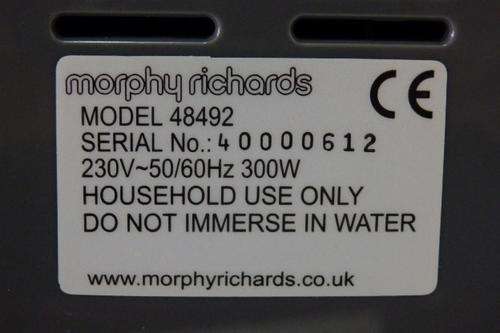 morphy richards
CE
MODEL 48492
SERIAL No.: 40000612
230V~50/60Hz 300W
HOUSEHOLD USE ONLY
DO NOT IMMERSE IN WATER
www.morphyrichards.co.uk